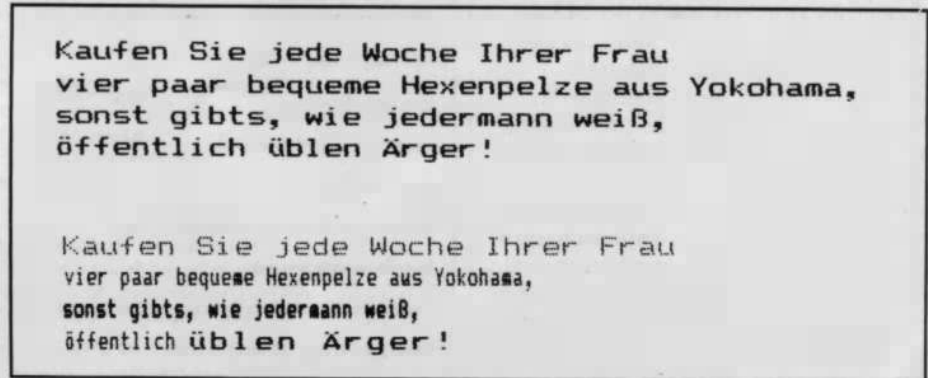 Kaufen Sie jede Woche Ihrer Frau
vier paar bequeme Hexenpelze aus Yokohama,
sonst gibts, wie jedermann weiß,
öffentlich üblen Ärger!
Kaufen Sie jede Woche Ihrer Frau
vier paar bequeme Hexenpelze aus Yokohama,
sonst gibts, wie jedermann weiß,
öffentlich üblen Ärger!